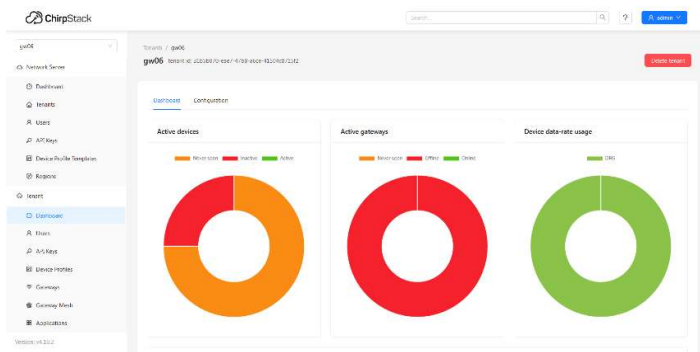 ChirpStack
Search...
?
admin
gw06
Tenants / gw06
gw06 tenant id:
Delete tenant
Network Server
Dashboard
Tenants
Users
API Keys
Device Profile Templates
Regions
Tenant
Dashboard
Users
API Keys
Device Profiles
Gateways
Gateway Mesh
Applications
Dashboard Configuration
Active devices
Never seen Inactive Active
Active gateways
Never seen Offline Online
Device data-rate usage
DR0